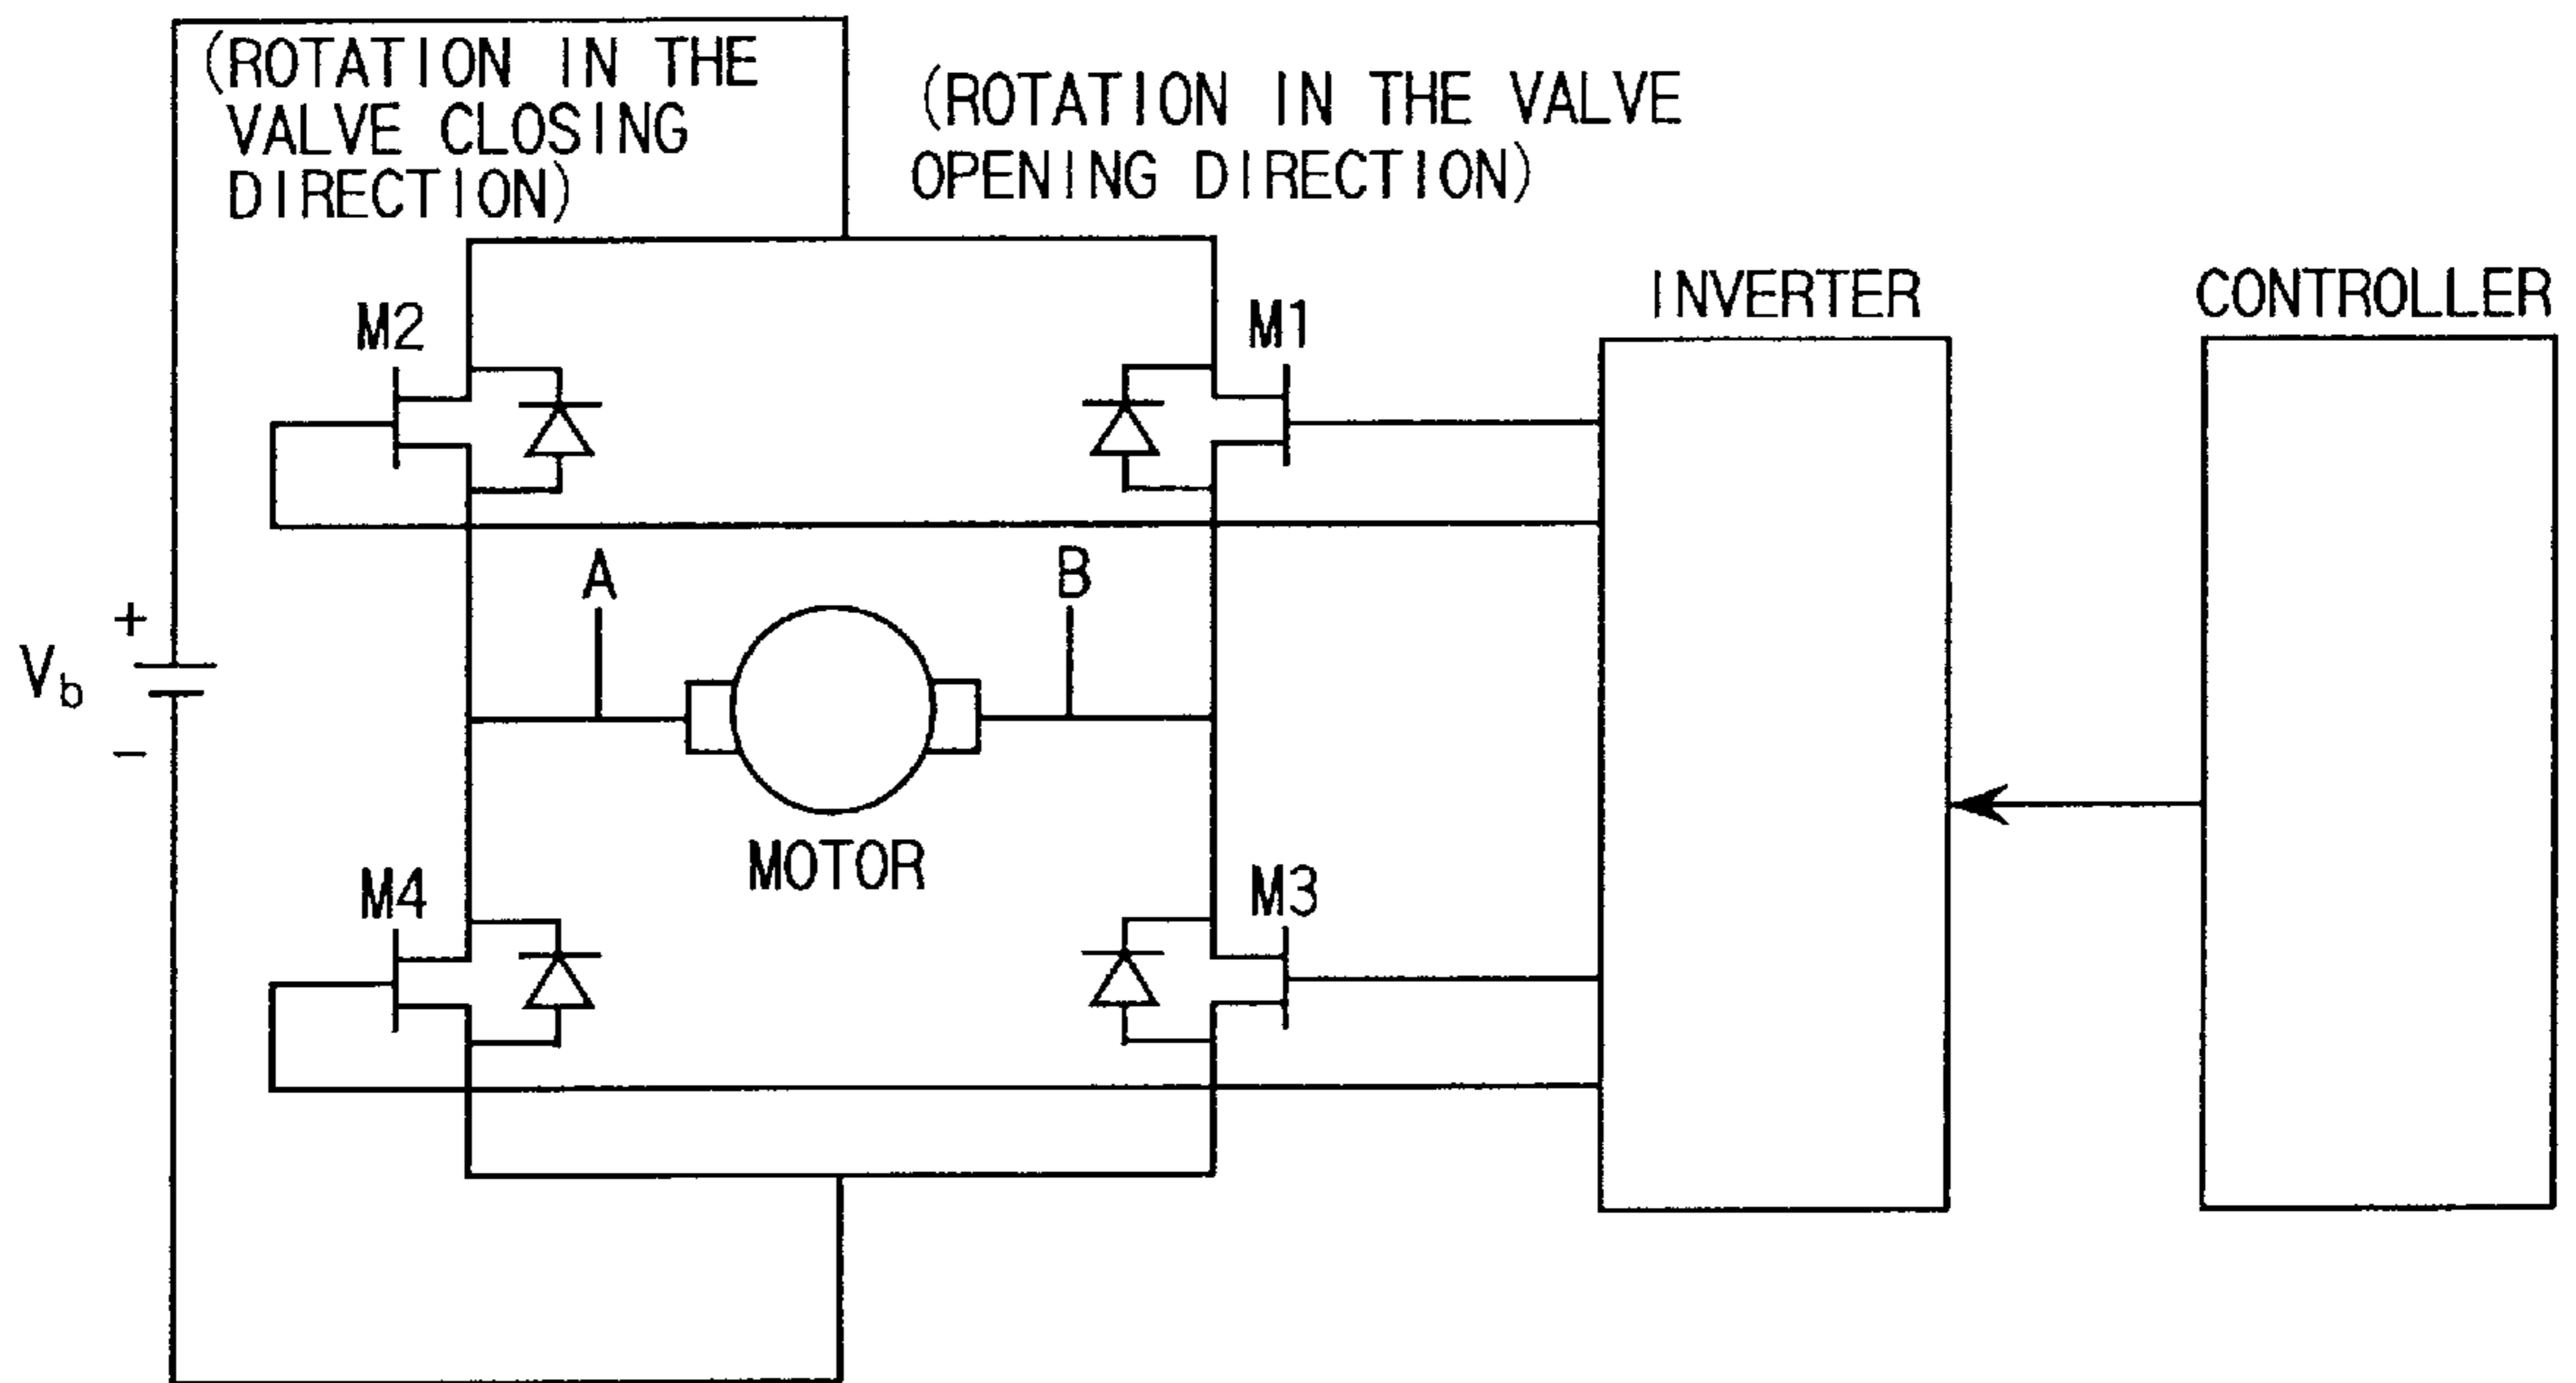 (ROTATION IN THE
VALVE CLOSING
DIRECTION)
(ROTATION IN THE VALVE
OPENING DIRECTION)
INVERTER
CONTROLLER
M2
M1
A
B
+
Vb
−
MOTOR
M4
M3